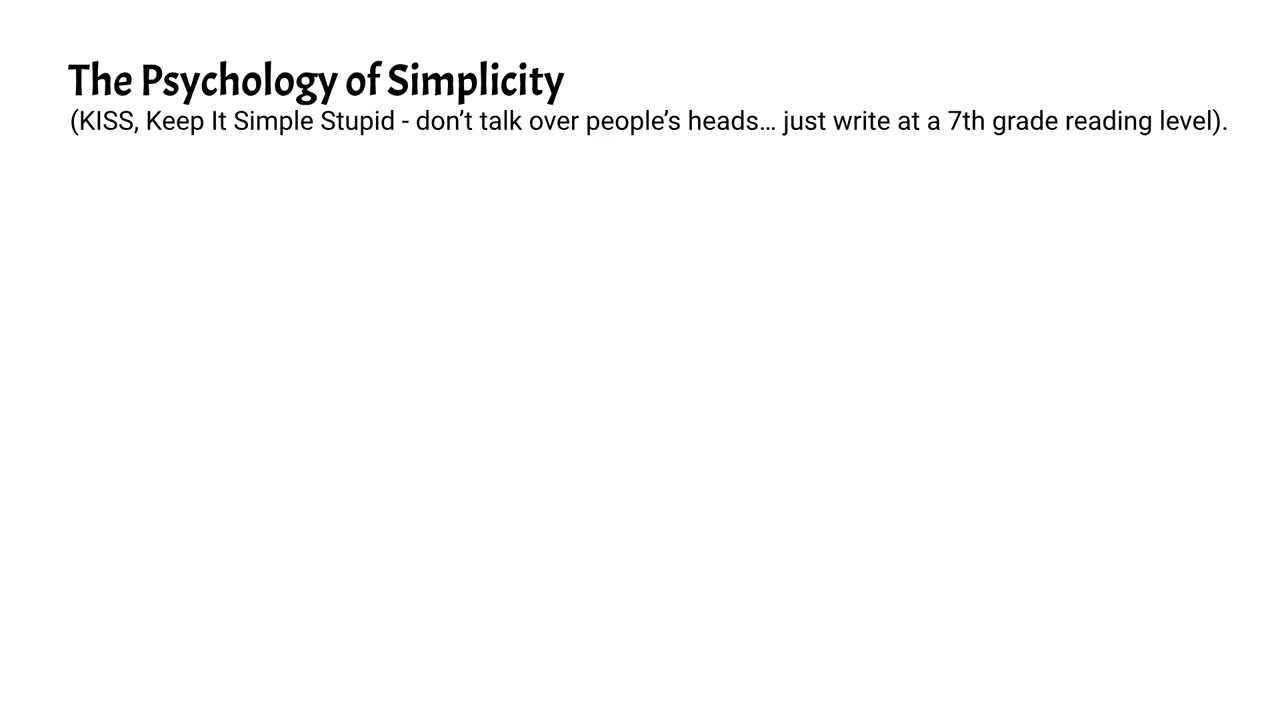 The Psychology of Simplicity
(KISS, Keep It Simple Stupid - don’t talk over people’s heads… just write at a 7th grade reading level).